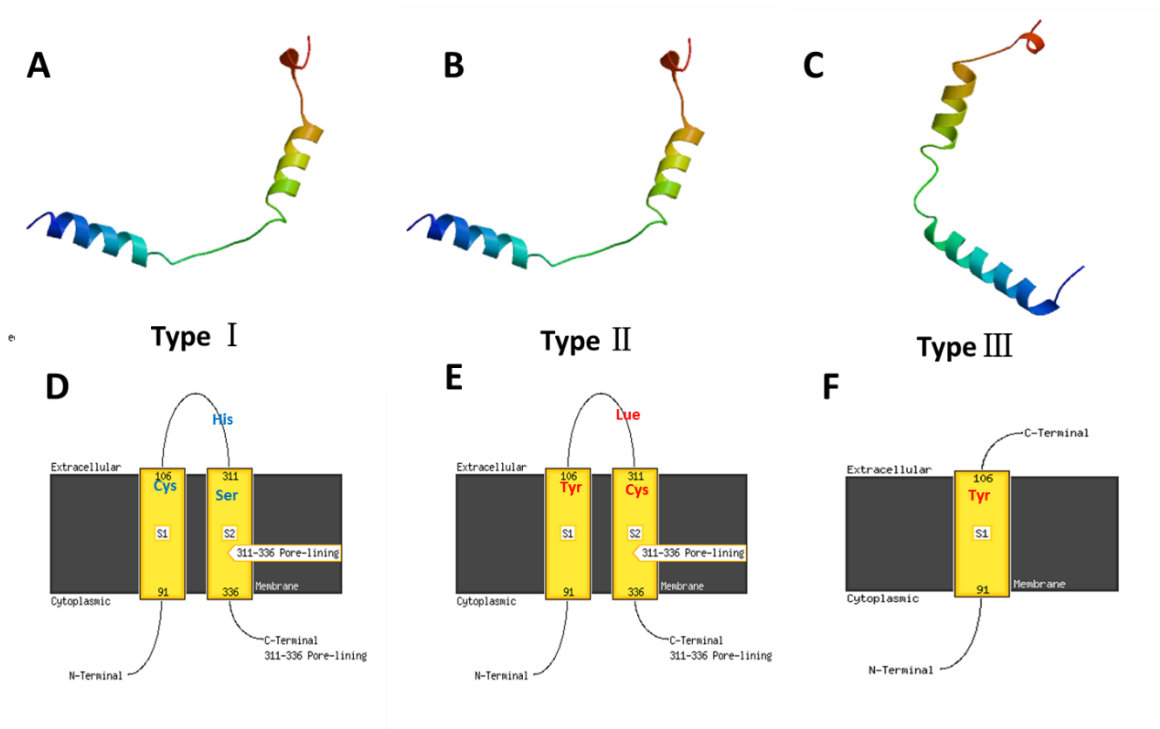 A
B
C
Type Ⅰ
Type Ⅱ
Type Ⅲ
D
E
F
His
Extracellular
106
311
Cys
Ser
S1
S2
311-336 Pore-lining
91
336
Membrane
Cytoplasmic
C-Terminal
311-336 Pore-lining
N-Terminal
Lue
Extracellular
106
311
Tyr
Cys
S1
S2
311-336 Pore-lining
91
336
Membrane
Cytoplasmic
C-Terminal
311-336 Pore-lining
N-Terminal
C-Terminal
Extracellular
106
Tyr
S1
91
Membrane
Cytoplasmic
N-Terminal